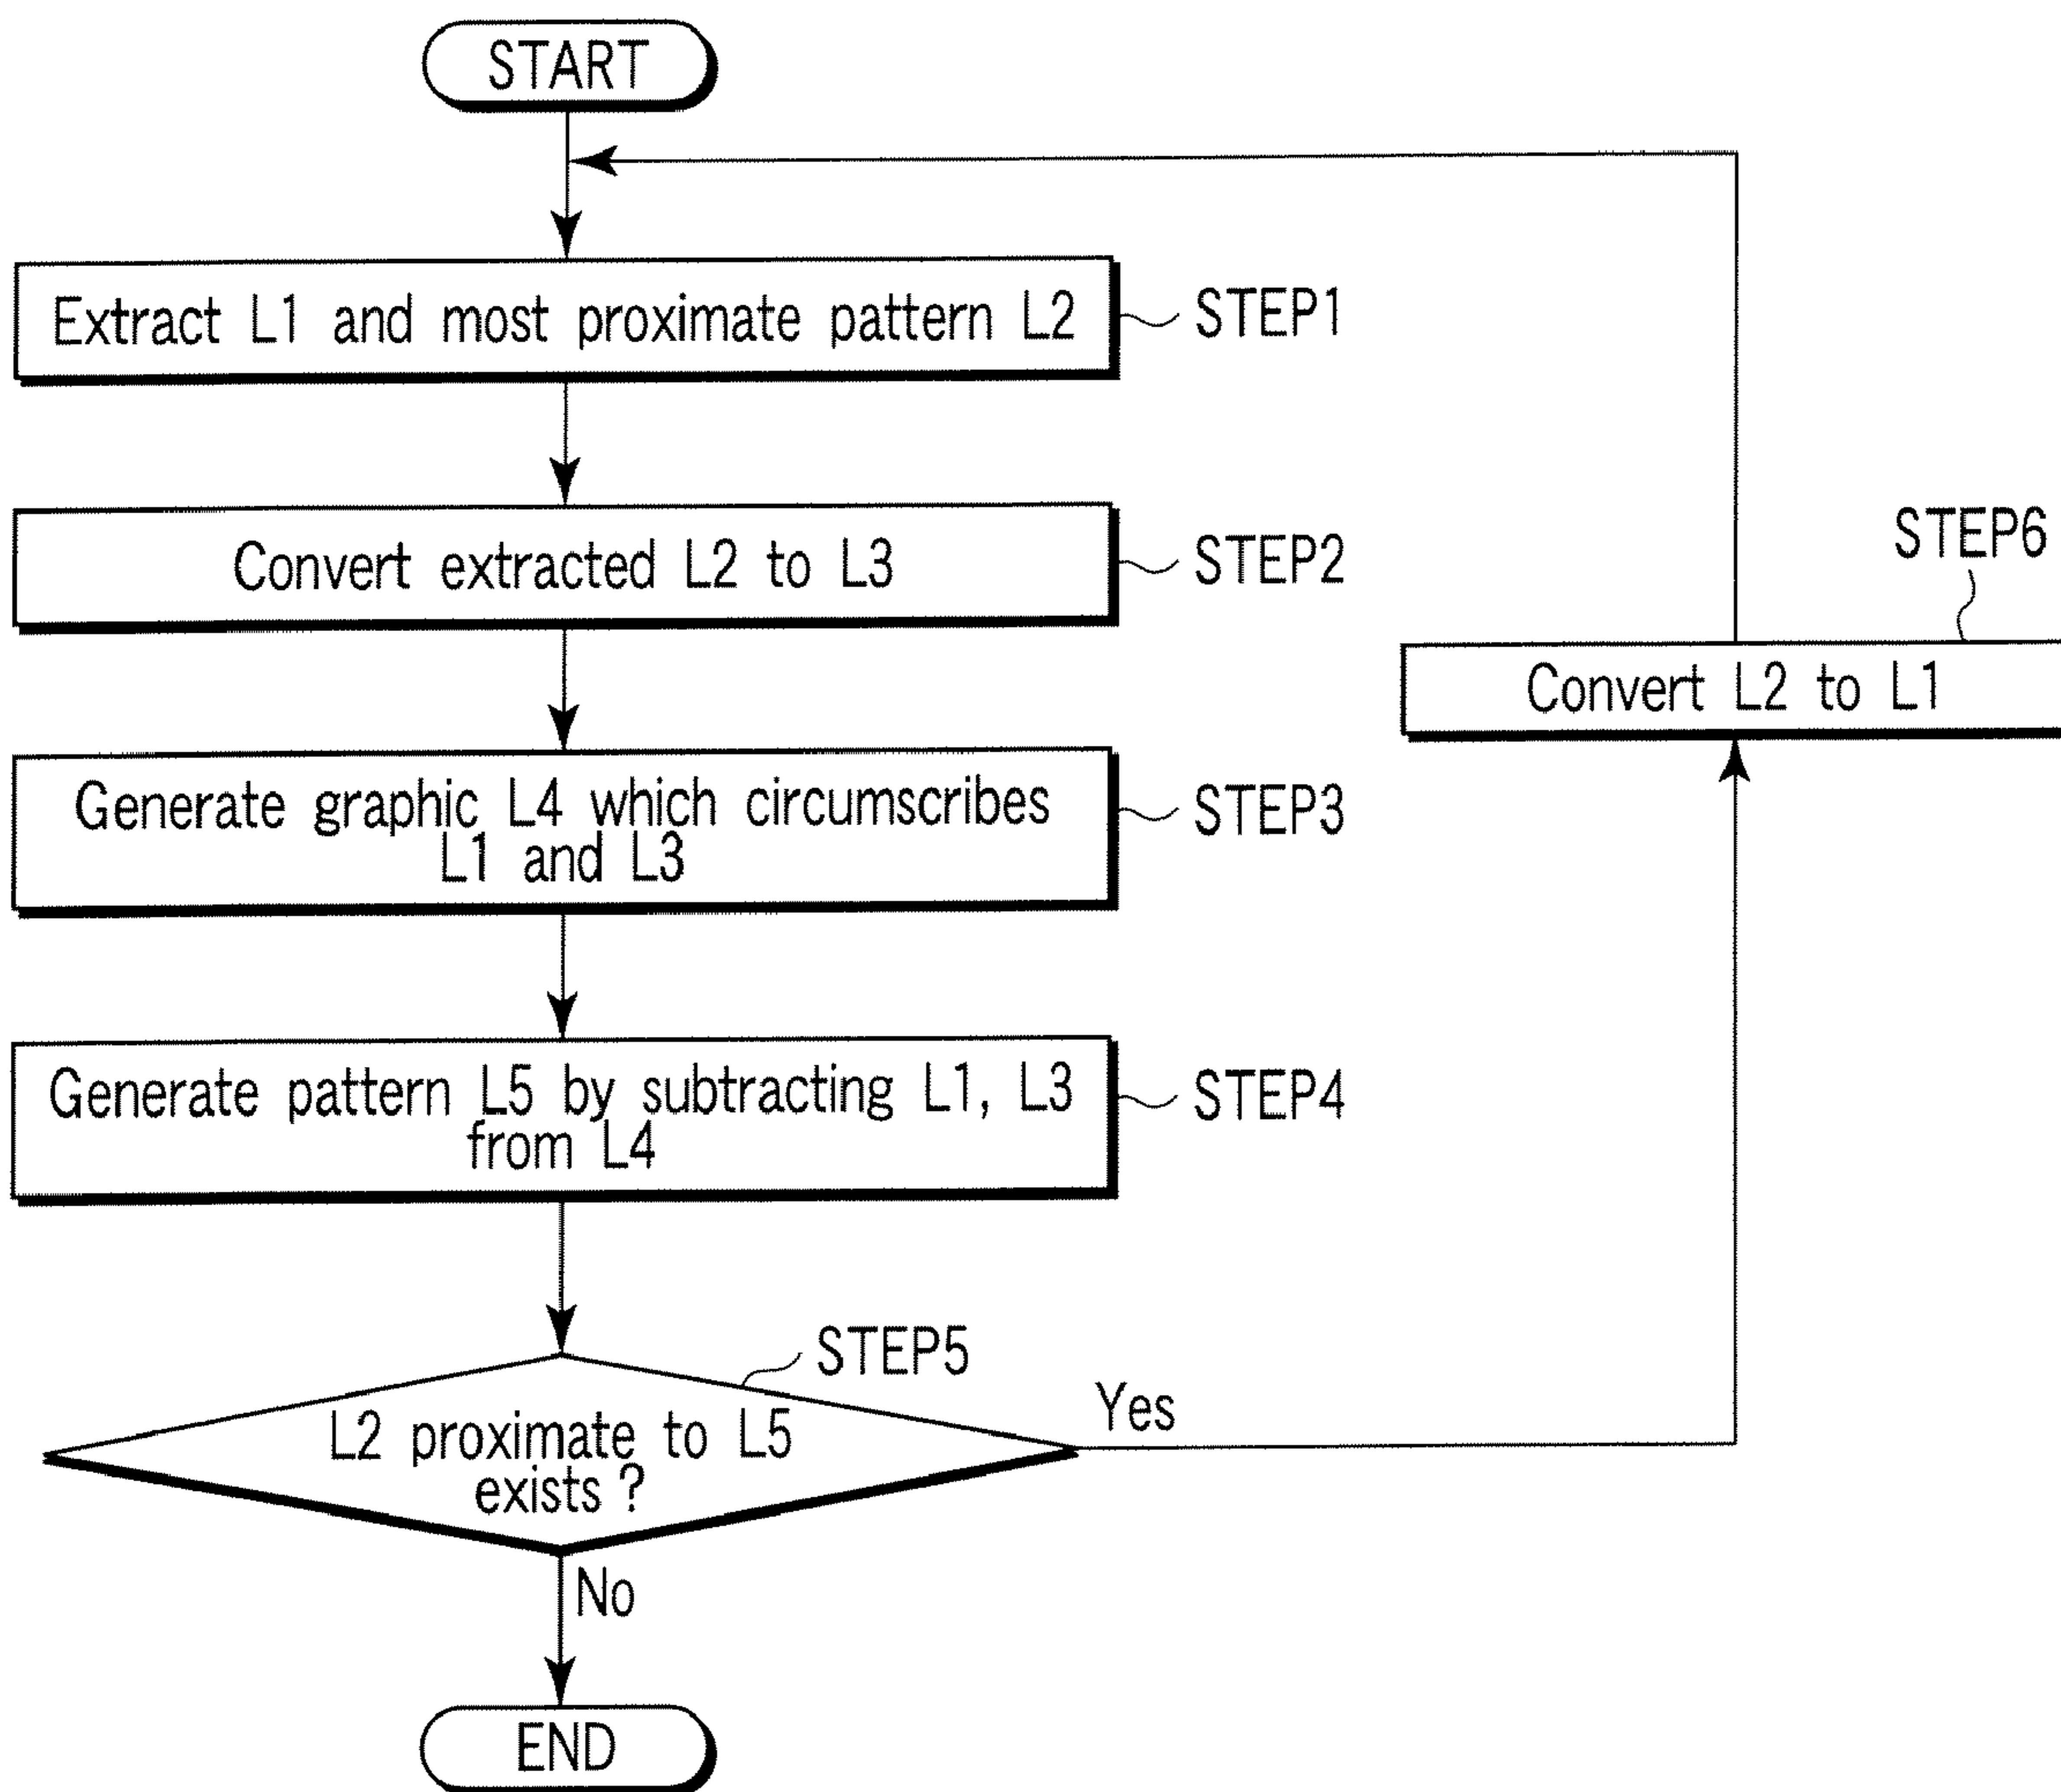 START
Extract L1 and most proximate pattern L2
STEP1
Convert extracted L2 to L3
STEP2
STEP6
Convert L2 to L1
Generate graphic L4 which circumscribes
L1 and L3
STEP3
Generate pattern L5 by subtracting L1, L3
from L4
STEP4
STEP5
L2 proximate to L5
exists ?
Yes
No
END